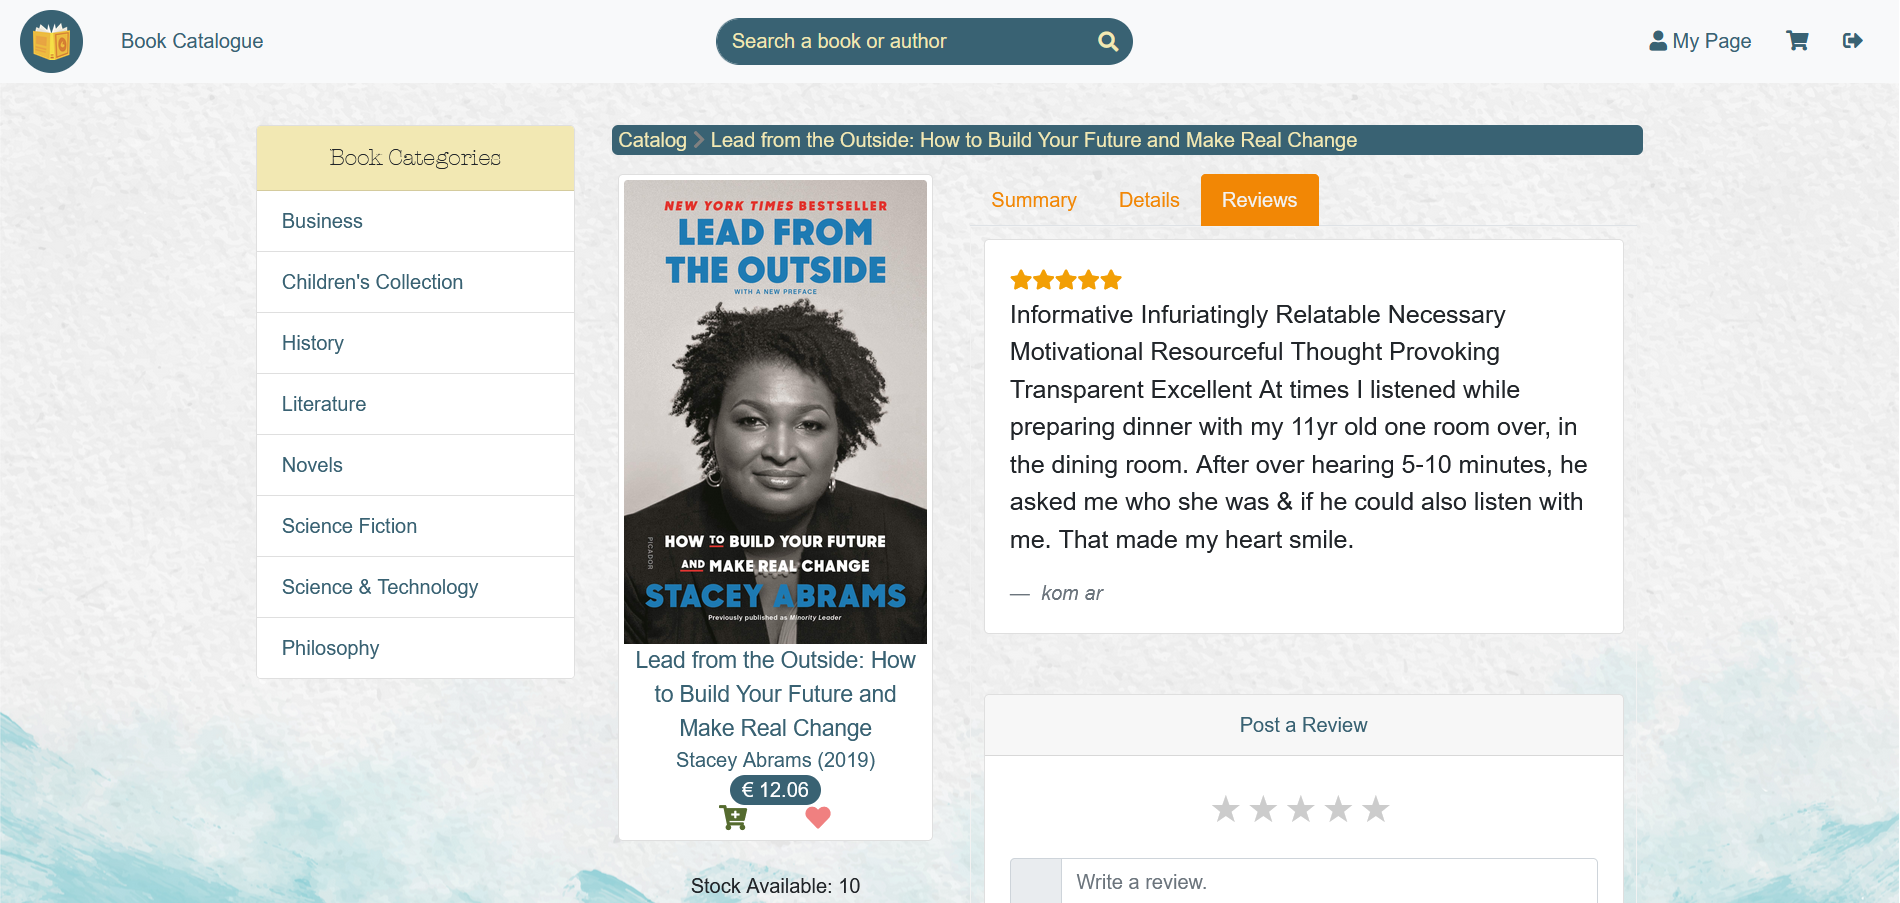 Book Catalogue
Search a book or author
My Page
Book Categories
Business
Children's Collection
History
Literature
Novels
Science Fiction
Science & Technology
Philosophy
Catalog
Lead from the Outside: How to Build Your Future and Make Real Change
NEW YORK TIMES BESTSELLER
LEAD FROM
THE OUTSIDE
WITH A NEW PREFACE
PICADOR
HOW TO BUILD YOUR FUTURE
AND MAKE REAL CHANGE
STACEY ABRAMS
Previously published as Minority Leader
Lead from the Outside: How
to Build Your Future and
Make Real Change
Stacey Abrams (2019)
€ 12.06
Stock Available: 10
Summary
Details
Reviews
Informative Infuriatingly Relatable Necessary
Motivational Resourceful Thought Provoking
Transparent Excellent At times I listened while
preparing dinner with my 11yr old one room over, in
the dining room. After over hearing 5-10 minutes, he
asked me who she was & if he could also listen with
me. That made my heart smile.
— kom ar
Post a Review
Write a review.